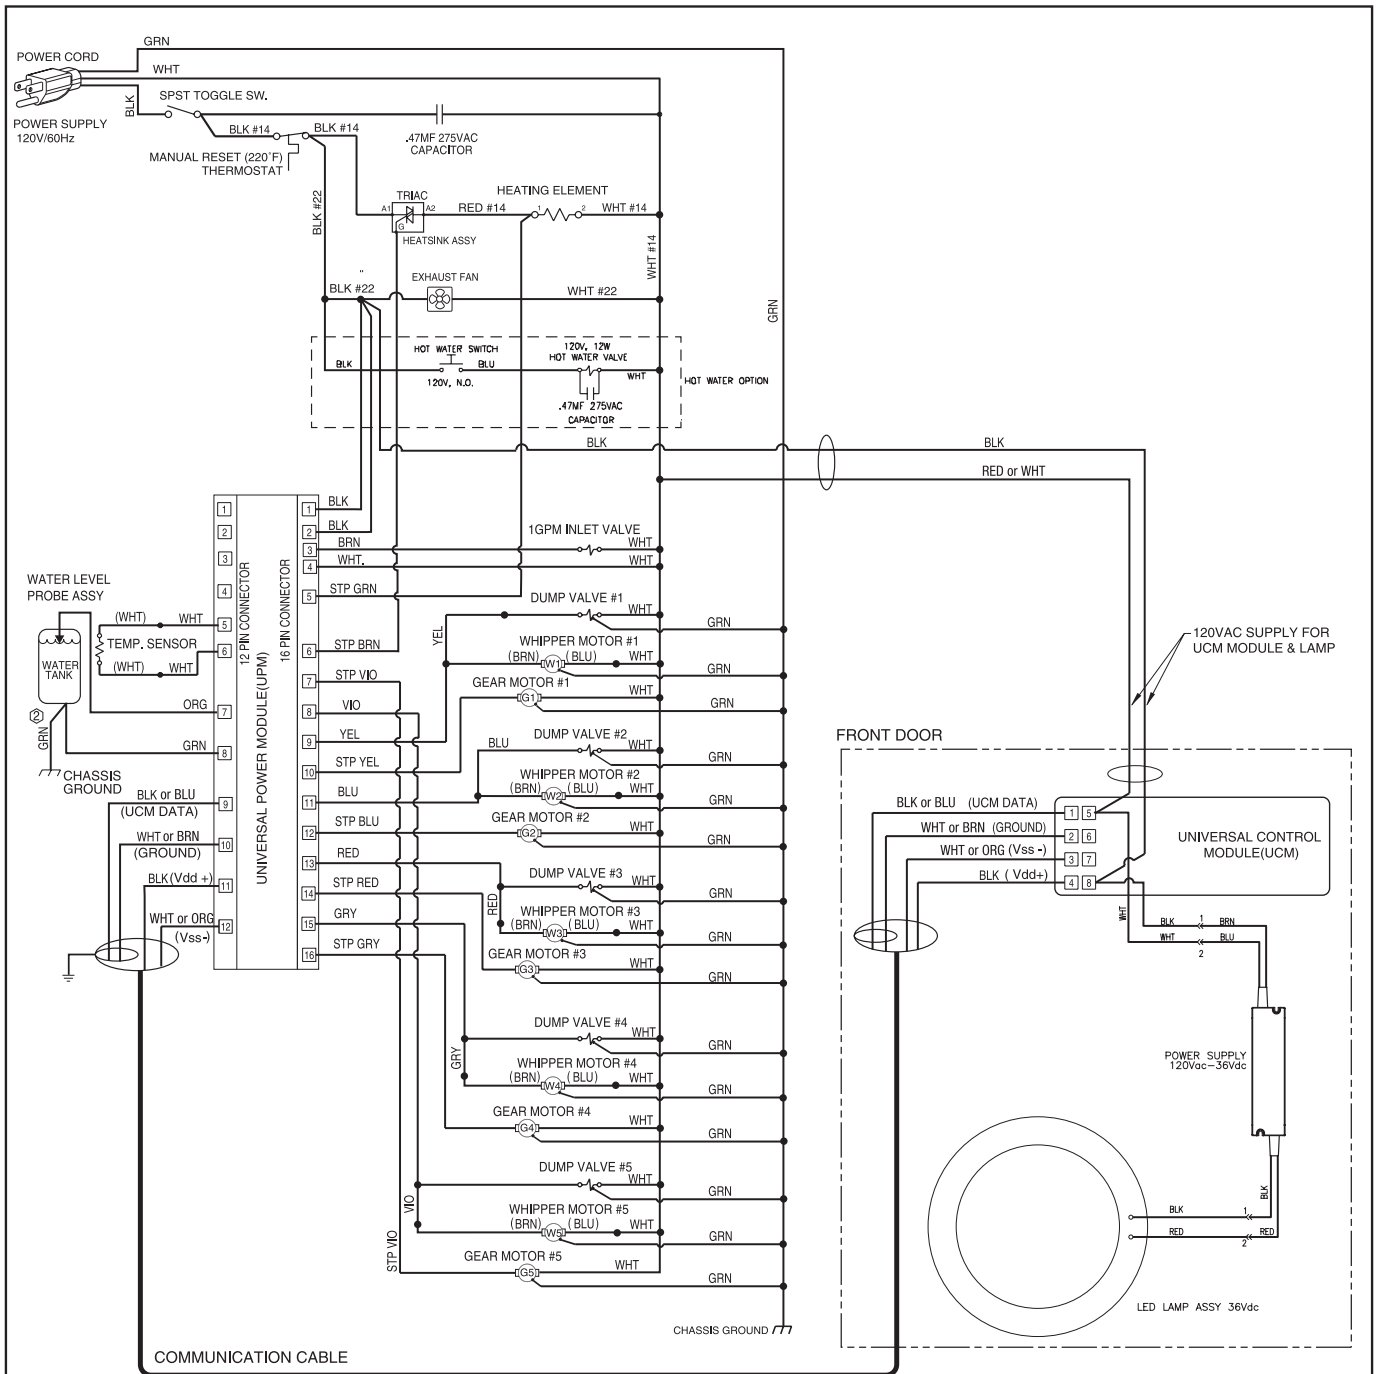 GRN
POWER CORD
WHT
BLK
SPST TOGGLE SW.
POWER SUPPLY
120V/60Hz
BLK #14
BLK #14
.47MF 275VAC
CAPACITOR
MANUAL RESET (220°F)
THERMOSTAT
BLK #22
TRIAC
A1
A2
G
HEATSINK ASSY
RED #14
HEATING ELEMENT
1
2
WHT #14
WHT #14
GRN
EXHAUST FAN
BLK #22
WHT #22
HOT WATER SWITCH
BLK
BLU
120V, N.O.
120V, 12W
HOT WATER VALVE
WHT
.47MF 275VAC
CAPACITOR
HOT WATER OPTION
BLK
BLK
RED or WHT
1
2
3
4
5
6
7
8
9
10
11
12
12 PIN CONNECTOR
UNIVERSAL POWER MODULE(UPM)
16 PIN CONNECTOR
1
2
3
4
5
6
7
8
9
10
11
12
13
14
15
16
BLK
BLK
BRN
WHT.
STP GRN
STP BRN
STP VIO
VIO
YEL
STP YEL
BLU
STP BLU
RED
STP RED
GRY
STP GRY
WATER LEVEL
PROBE ASSY
WATER
TANK
(WHT)
WHT
TEMP. SENSOR
(WHT)
WHT
ORG
2
GRN
GRN
CHASSIS
GROUND
BLK or BLU
(UCM DATA)
WHT or BRN
(GROUND)
BLK (Vdd +)
WHT or ORG
(Vss-)
1GPM INLET VALVE
WHT
WHT
DUMP VALVE #1
WHT
GRN
YEL
WHIPPER MOTOR #1
(BRN)
W1
(BLU)
WHT
GRN
GEAR MOTOR #1
G1
WHT
GRN
DUMP VALVE #2
BLU
WHT
GRN
WHIPPER MOTOR #2
(BRN)
W2
(BLU)
WHT
GRN
GEAR MOTOR #2
G2
WHT
GRN
DUMP VALVE #3
WHT
GRN
RED
WHIPPER MOTOR #3
(BRN)
W3
(BLU)
WHT
GRN
GEAR MOTOR #3
G3
WHT
GRN
DUMP VALVE #4
WHT
GRN
GRY
WHIPPER MOTOR #4
(BRN)
W4
(BLU)
WHT
GRN
GEAR MOTOR #4
G4
WHT
GRN
DUMP VALVE #5
WHT
GRN
VIO
WHIPPER MOTOR #5
(BRN)
W5
(BLU)
WHT
GRN
STP VIO
GEAR MOTOR #5
G5
WHT
GRN
CHASSIS GROUND
COMMUNICATION CABLE
120VAC SUPPLY FOR
UCM MODULE & LAMP
FRONT DOOR
BLK or BLU (UCM DATA)
WHT or BRN (GROUND)
WHT or ORG (Vss -)
BLK ( Vdd+)
1 5
2 6
3 7
4 8
UNIVERSAL CONTROL
MODULE(UCM)
WHT
BLK
1
BRN
WHT
BLU
2
POWER SUPPLY
120Vac-36Vdc
BLK
BLK
1
RED
2
RED
LED LAMP ASSY 36Vdc